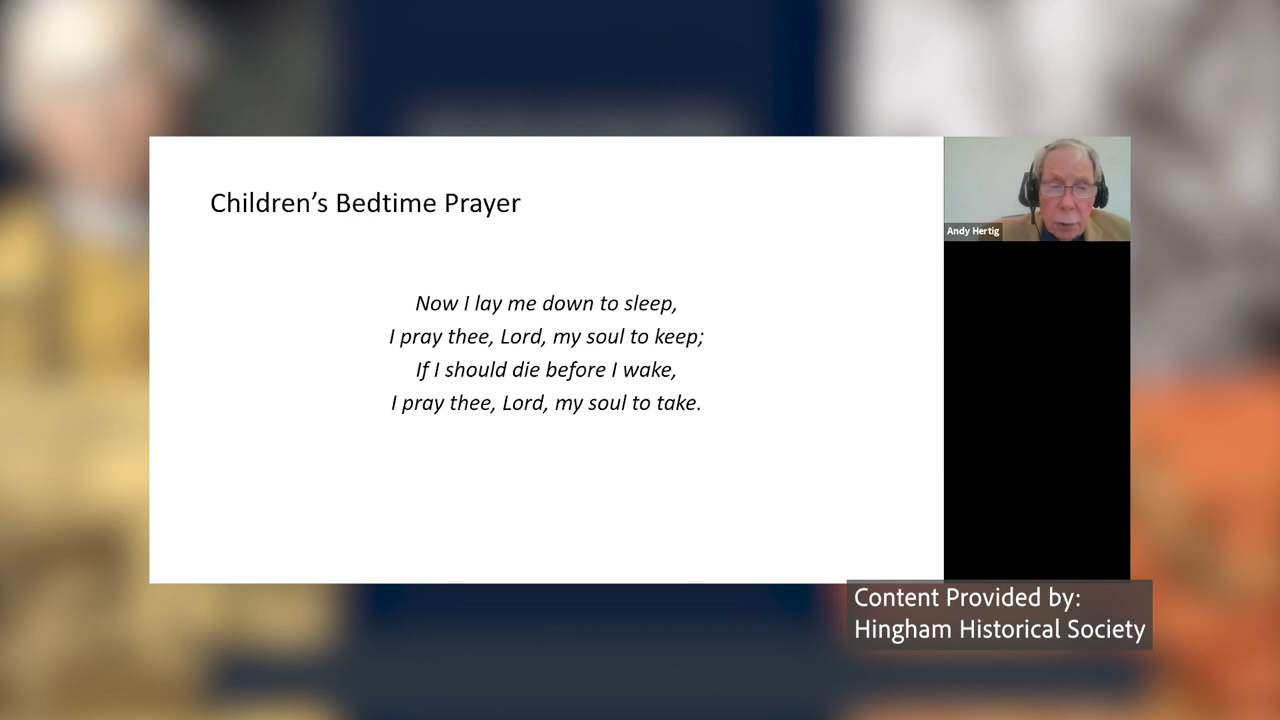 Children’s Bedtime Prayer
Now I lay me down to sleep,
I pray thee, Lord, my soul to keep;
If I should die before I wake,
I pray thee, Lord, my soul to take.
Andy Hertig
Content Provided by:
Hingham Historical Society